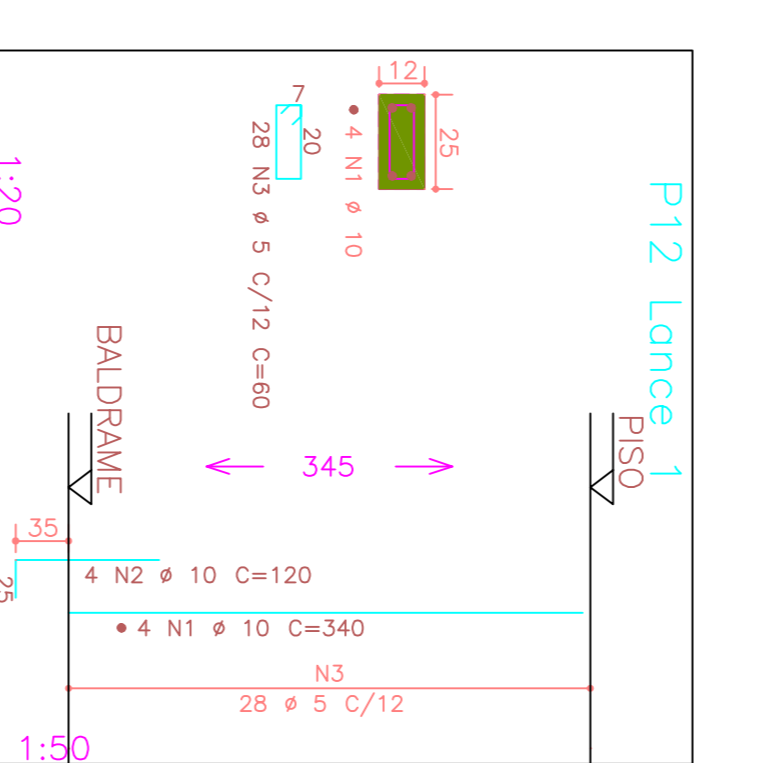 P12 Lance 1
12
25
4 N1 ø 10
7
20
28 N3 ø 5 C/12 C=60
1:20
BALDRAME
PISO
345
35
25
4 N2 ø 10 C=120
4 N1 ø 10 C=340
N3
28 ø 5 C/12
1:50